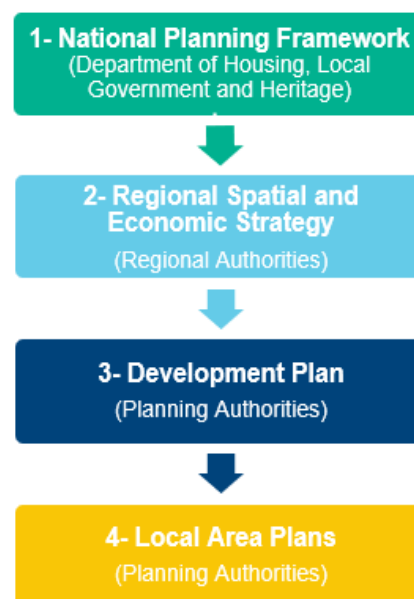 1- National Planning Framework
(Department of Housing, Local
Government and Heritage)
2- Regional Spatial and
Economic Strategy
(Regional Authorities)
3- Development Plan
(Planning Authorities)
4- Local Area Plans
(Planning Authorities)